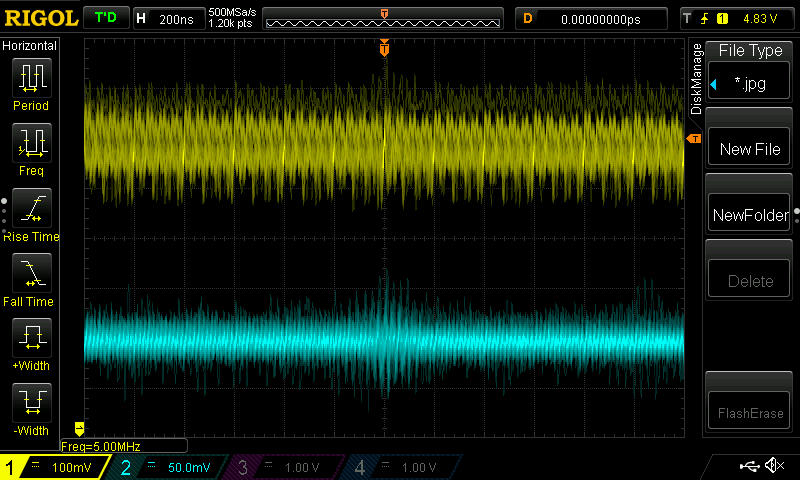 RIGOL T'D H 200ns 500MSa/s D 0.00000000ps T 1 4.83 V
1.20k pts
Horizontal
Period
Freq
Rise Time
Fall Time
+Width
-Width
T
T
DiskManage
File Type
*.jpg
New File
NewFolder
Delete
FlashErase
Freq=5.00MHz
1 100mV 2 50.0mV 3 1.00 V 4 1.00 V